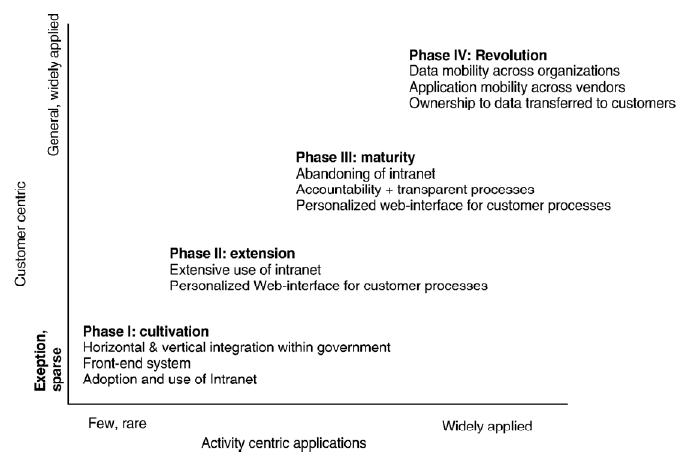 General, widely applied
Customer centric
Exeption,
sparse
Phase IV: Revolution
Data mobility across organizations
Application mobility across vendors
Ownership to data transferred to customers
Phase III: maturity
Abandoning of intranet
Accountability + transparent processes
Personalized web-interface for customer processes
Phase II: extension
Extensive use of intranet
Personalized Web-interface for customer processes
Phase I: cultivation
Horizontal & vertical integration within government
Front-end system
Adoption and use of Intranet
Few, rare
Widely applied
Activity centric applications